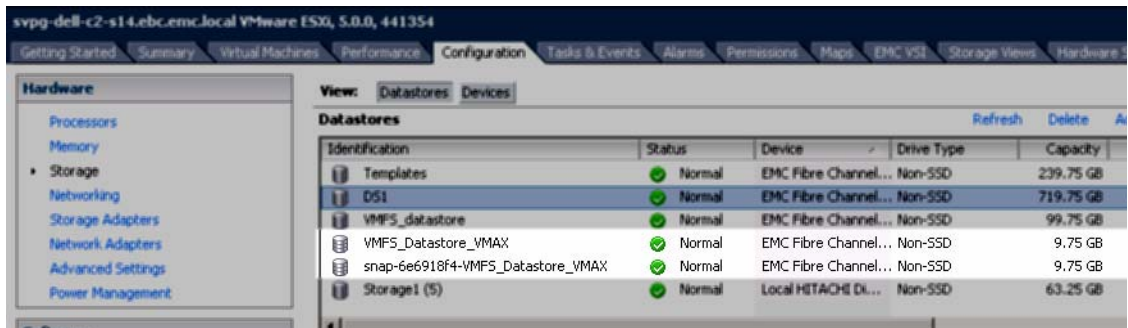 svpg-dell-c2-s14.ebc.emc.local VMware ESXi, 5.0.0, 441354
Getting Started Summary Virtual Machines Performance Configuration Tasks & Events Alarms Permissions Maps EMC VSI Storage Views Hardware S
Hardware
Processors
Memory
Storage
Networking
Storage Adapters
Network Adapters
Advanced Settings
Power Management
View: Datastores Devices
Datastores Refresh Delete
Identification Status Device Drive Type Capacity
Templates Normal EMC Fibre Channel... Non-SSD 239.75 GB
DS1 Normal EMC Fibre Channel... Non-SSD 719.75 GB
VMFS_datastore Normal EMC Fibre Channel... Non-SSD 99.75 GB
VMFS_Datastore_VMAX Normal EMC Fibre Channel... Non-SSD 9.75 GB
snap-6e6918f4-VMFS_Datastore_VMAX Normal EMC Fibre Channel... Non-SSD 9.75 GB
Storage1 (5) Normal Local HITACHI Di... Non-SSD 63.25 GB